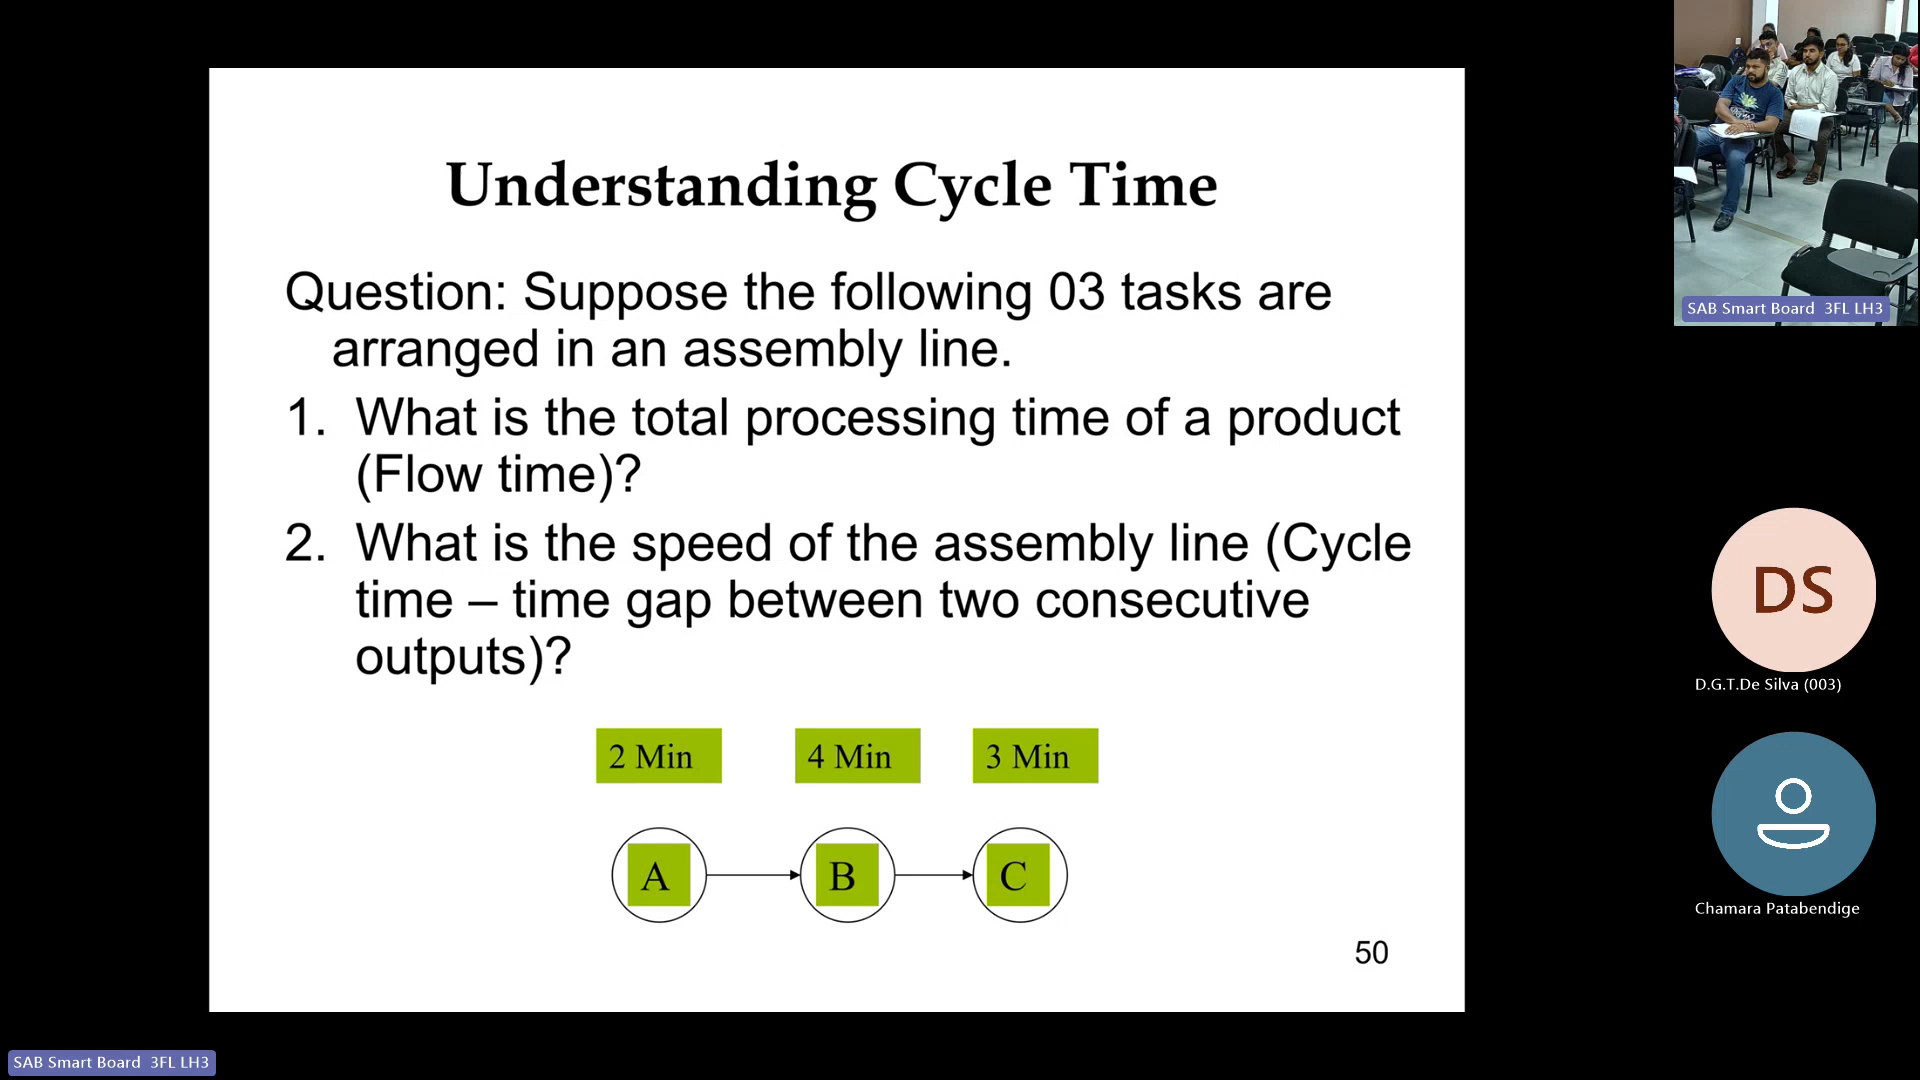 Understanding Cycle Time
Question: Suppose the following 03 tasks are
arranged in an assembly line.
1. What is the total processing time of a product
(Flow time)?
2. What is the speed of the assembly line (Cycle
time – time gap between two consecutive
outputs)?
2 Min 4 Min 3 Min
A B C
50
SAB Smart Board 3FL LH3
DS
D.G.T.De Silva (003)
Chamara Patabendige
SAB Smart Board 3FL LH3